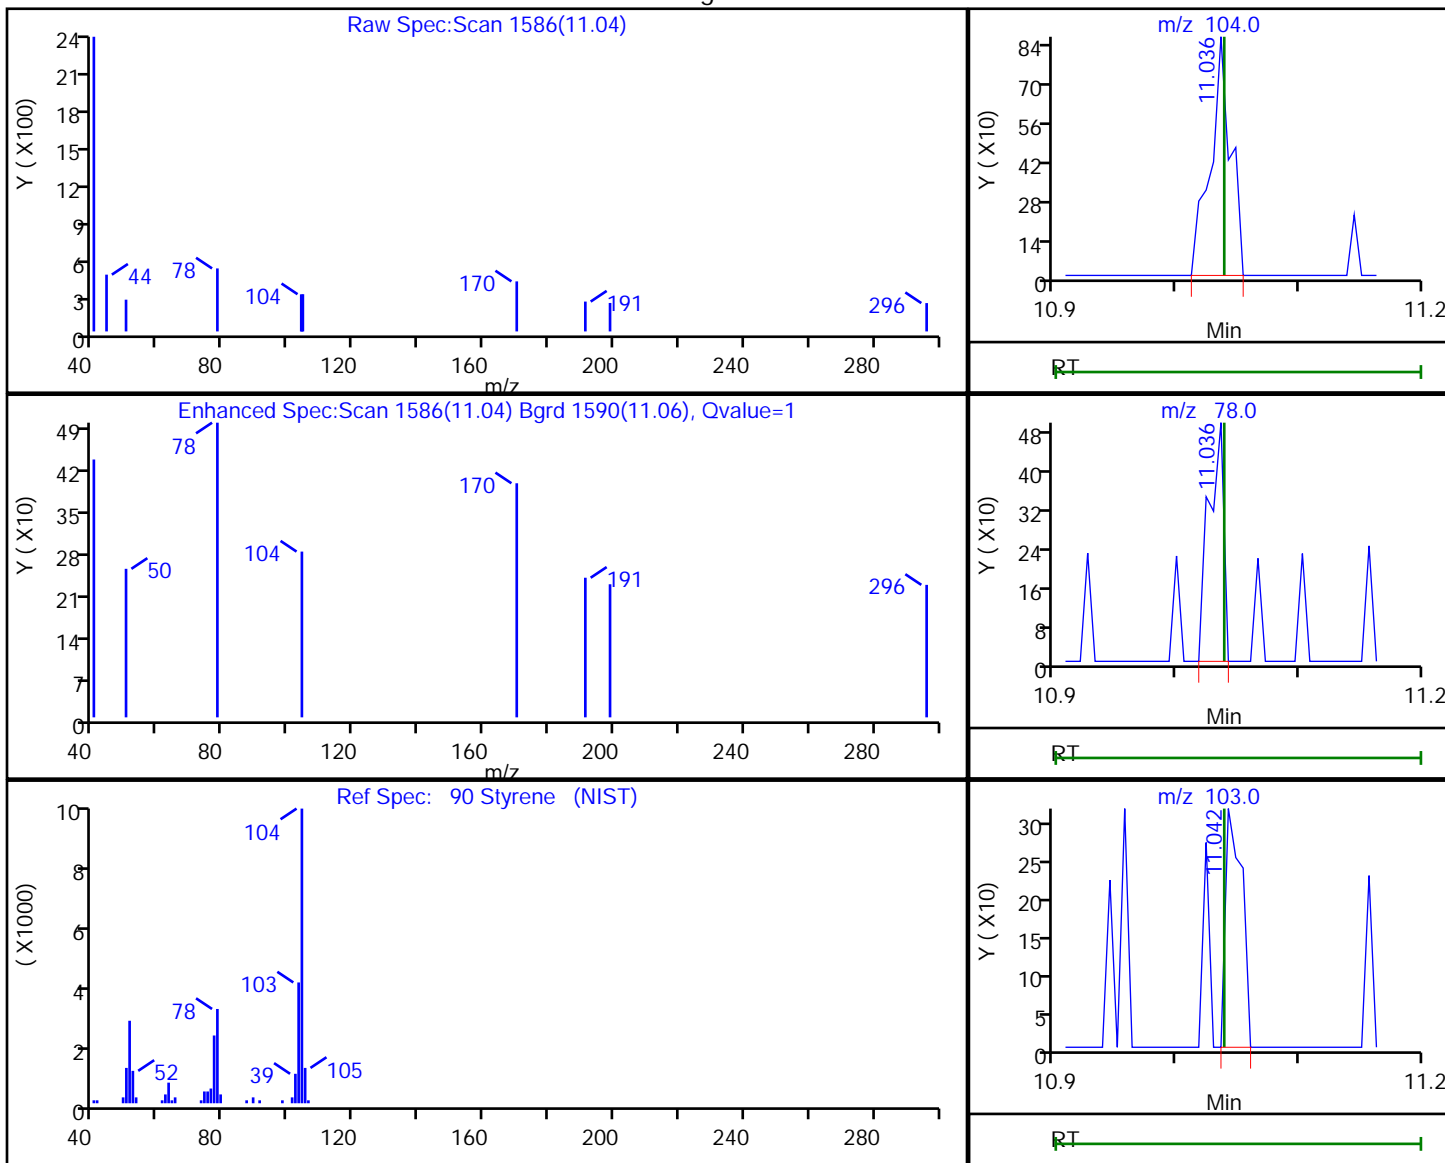 Raw Spec:Scan 1586(11.04)
24
21
18
15
12
9
6
3
0
Y ( X100)
44
78
104
170
191
296
40 80 120 160 200 240 280
m/z
m/z 104.0
84
70
56
42
28
14
0
Y ( X10)
11.036
10.9 11.2
Min
RT
Enhanced Spec:Scan 1586(11.04) Bgrd 1590(11.06), Qvalue=1
49
42
35
28
21
14
7
0
Y ( X10)
78
50
104
170
191
296
40 80 120 160 200 240 280
m/z
m/z 78.0
48
40
32
24
16
8
0
Y ( X10)
11.036
10.9 11.2
Min
RT
Ref Spec: 90 Styrene (NIST)
10
8
6
4
2
0
( X1000)
104
103
78
52
39
105
40 80 120 160 200 240 280
m/z 103.0
30
25
20
15
10
5
0
Y ( X10)
11.042
10.9 11.2
Min
RT